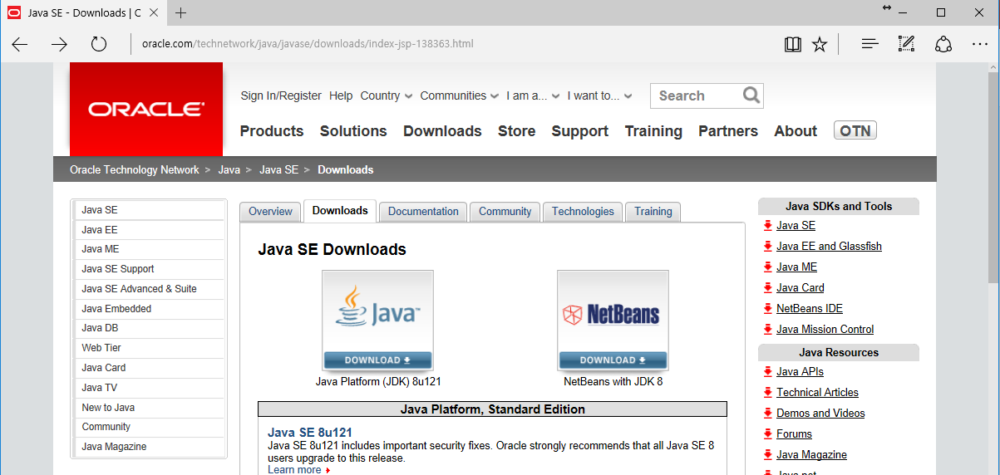 Java SE - Downloads | O
oracle.com/technetwork/java/javase/downloads/index-jsp-138363.html
ORACLE
Sign In/Register Help Country Communities I am a... I want to... Search
Products Solutions Downloads Store Support Training Partners About OTN
Oracle Technology Network > Java > Java SE > Downloads
Java SE
Java EE
Java ME
Java SE Support
Java SE Advanced & Suite
Java Embedded
Java DB
Web Tier
Java Card
Java TV
New to Java
Community
Java Magazine
Overview Downloads Documentation Community Technologies Training
Java SE Downloads
Java™
DOWNLOAD
Java Platform (JDK) 8u121
NetBeans
DOWNLOAD
NetBeans with JDK 8
Java Platform, Standard Edition
Java SE 8u121
Java SE 8u121 includes important security fixes. Oracle strongly recommends that all Java SE 8
users upgrade to this release.
Learn more
Java SDKs and Tools
Java SE
Java EE and Glassfish
Java ME
Java Card
NetBeans IDE
Java Mission Control
Java Resources
Java APIs
Technical Articles
Demos and Videos
Forums
Java Magazine
Java.net